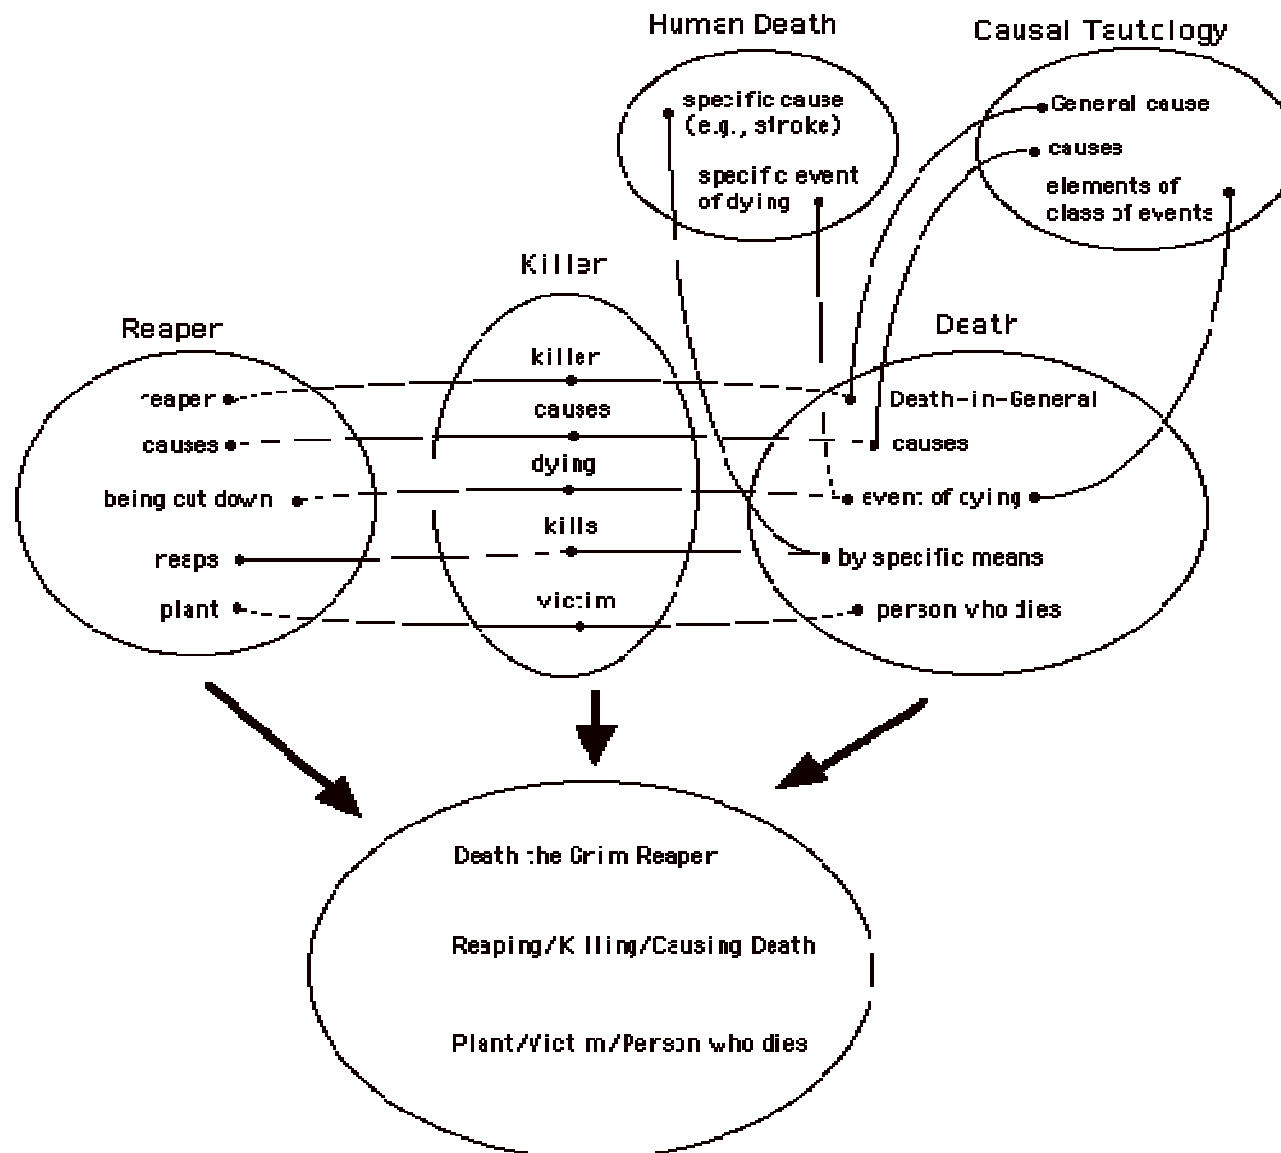 Human Death
Causal Tautology
specific cause
(e.g., stroke)
specific event
of dying
General cause
causes
elements of
class of events
Killer
Reaper
Death
killer
causes
dying
kills
victim
reaper
causes
being cut down
reaps
plant
Death-in-General
causes
event of dying
by specific means
person who dies
Death the Grim Reaper
Reaping/Killing/Causing Death
Plant/Victim/Person who dies